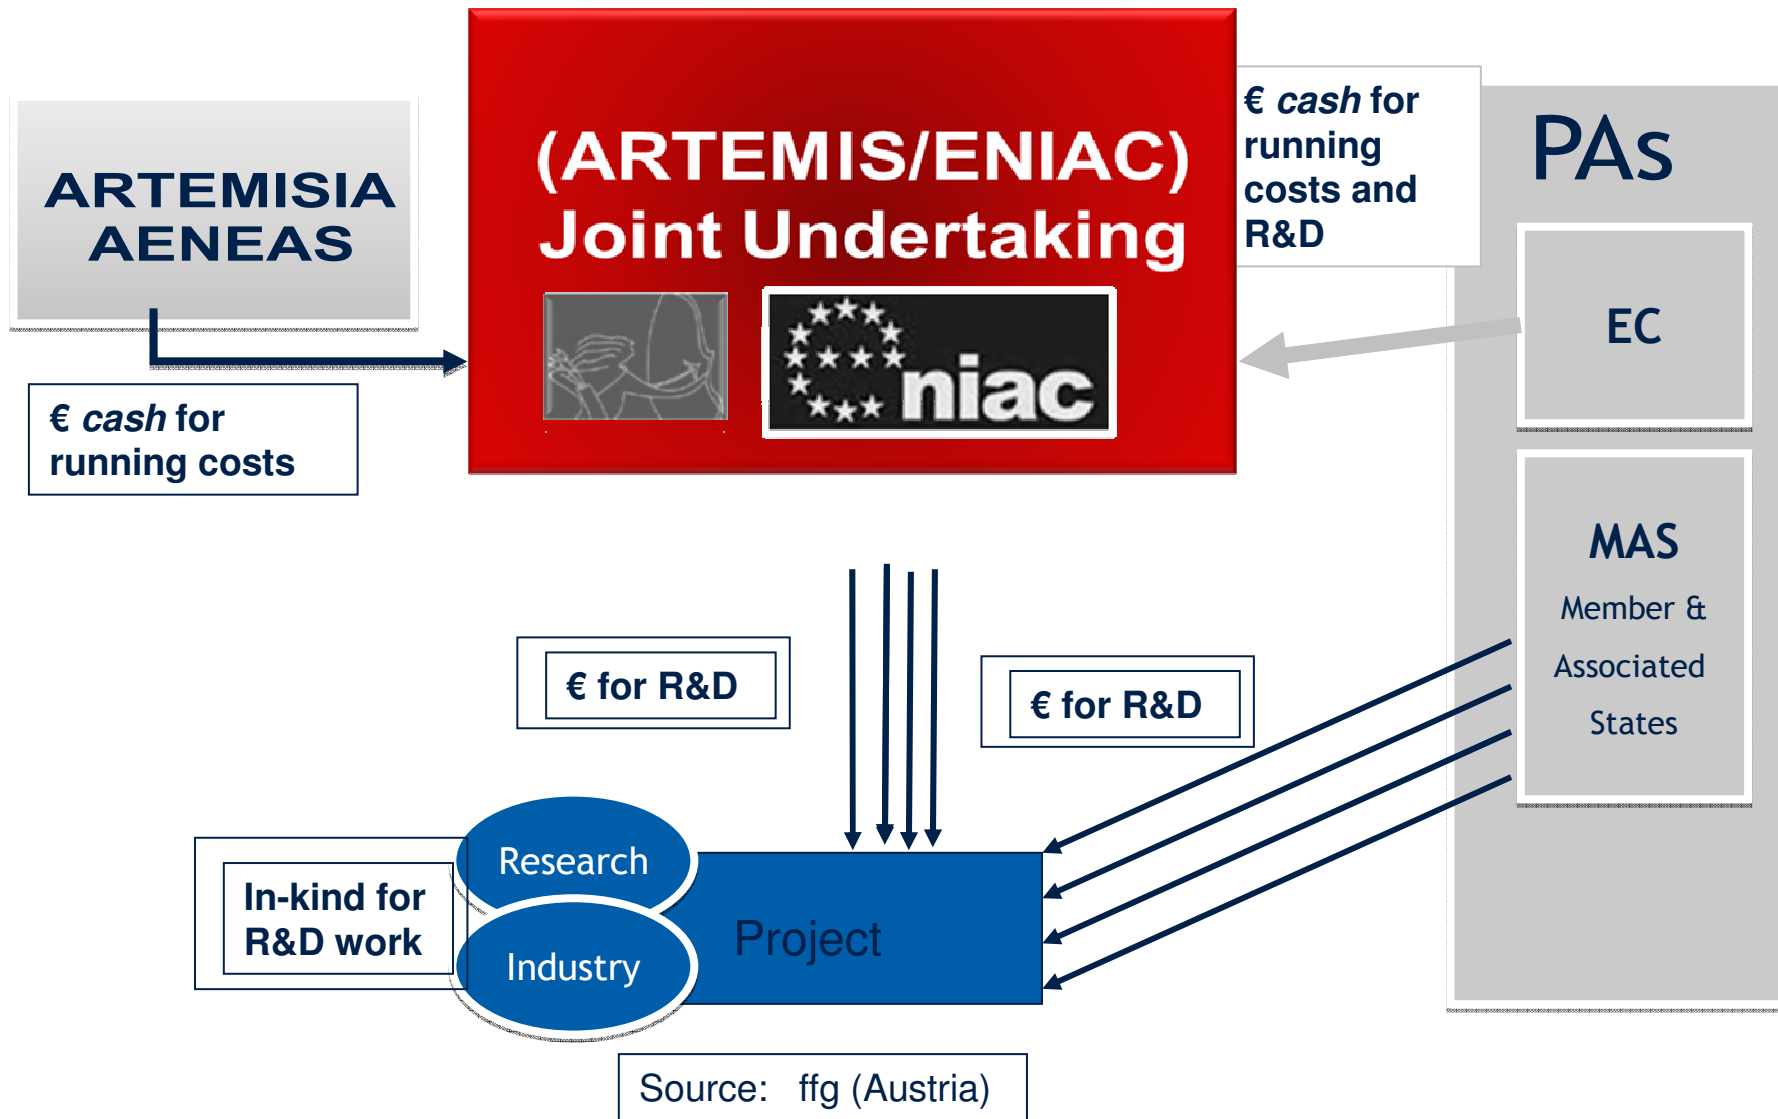 (ARTEMIS/ENIAC)
Joint Undertaking
eniac
ARTEMISIA
AENEAS
€ cash for
running costs
€ cash for
running
costs and
R&D
PAs
EC
MAS
Member &
Associated
States
€ for R&D
€ for R&D
Research
Industry
In-kind for
R&D work
Project
Source: ffg (Austria)